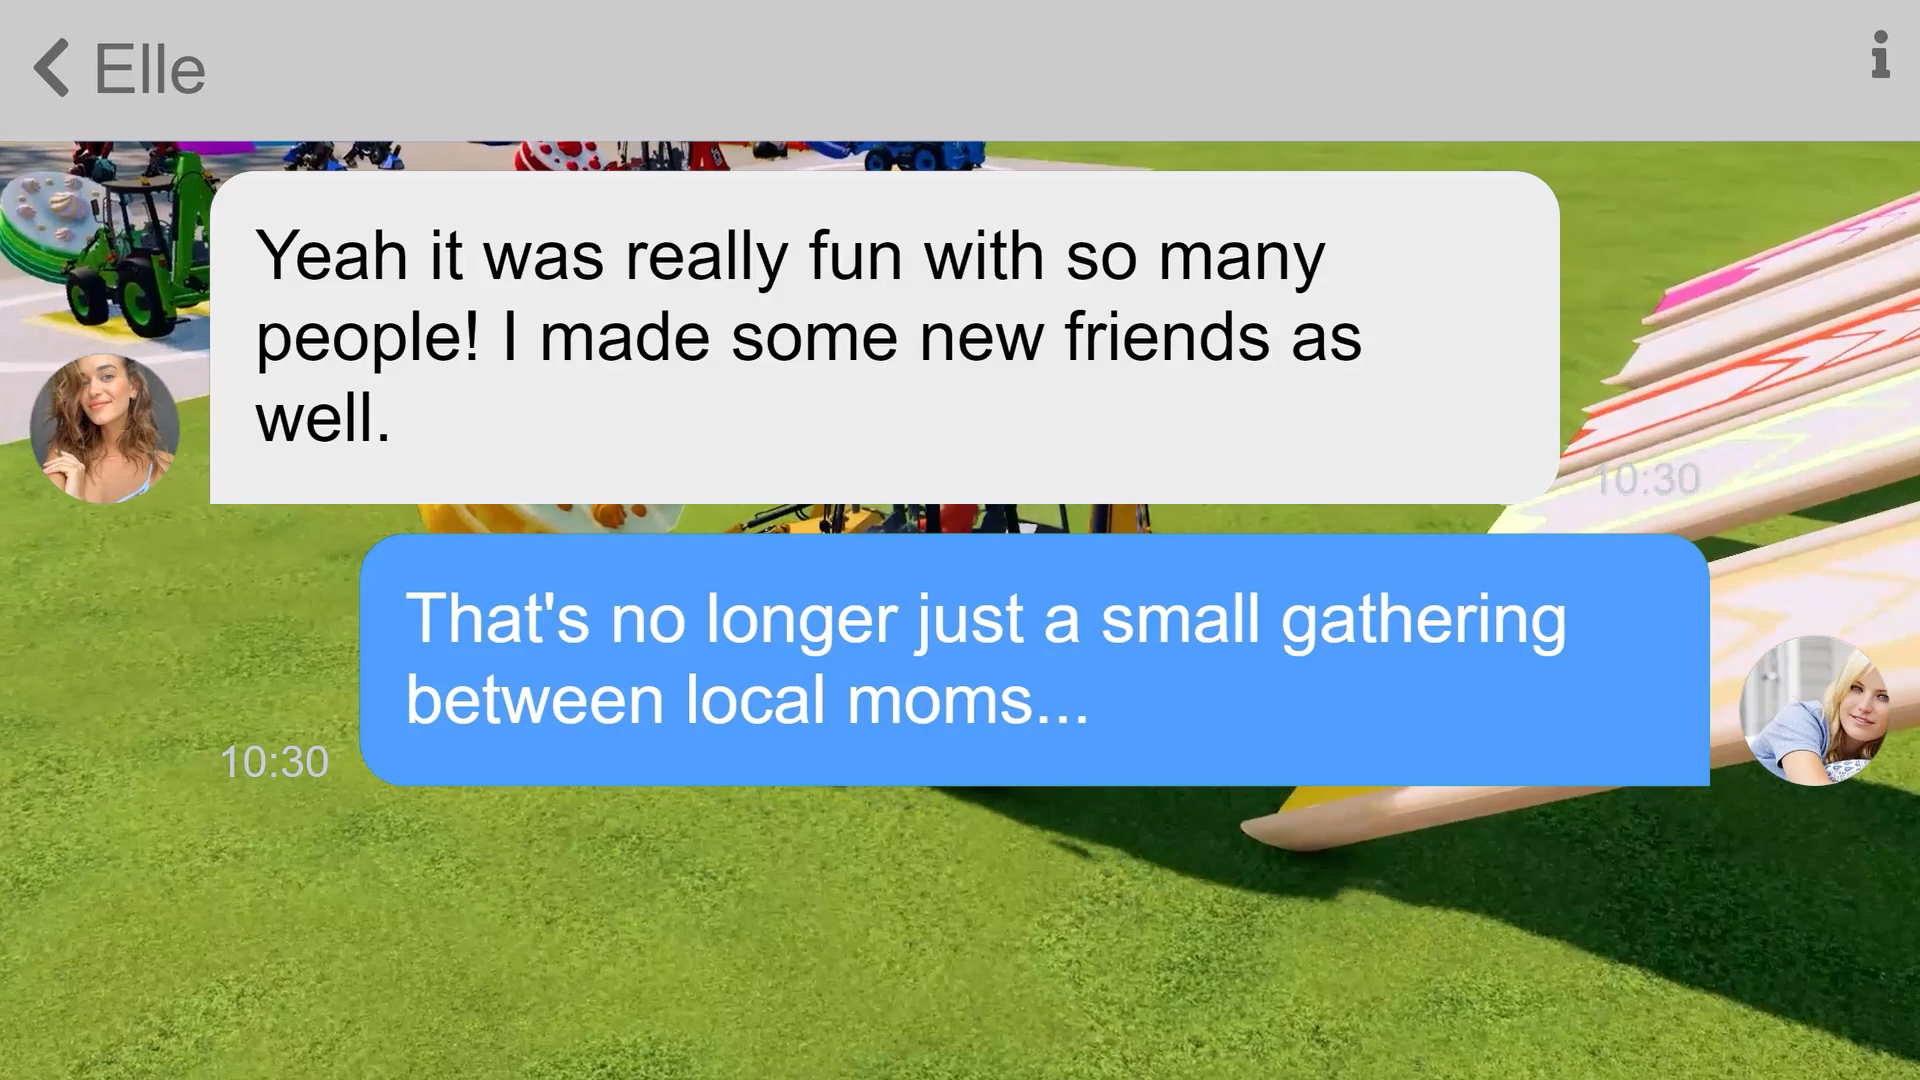 Elle
Yeah it was really fun with so many
people! I made some new friends as
well.
10:30
That's no longer just a small gathering
between local moms...
10:30